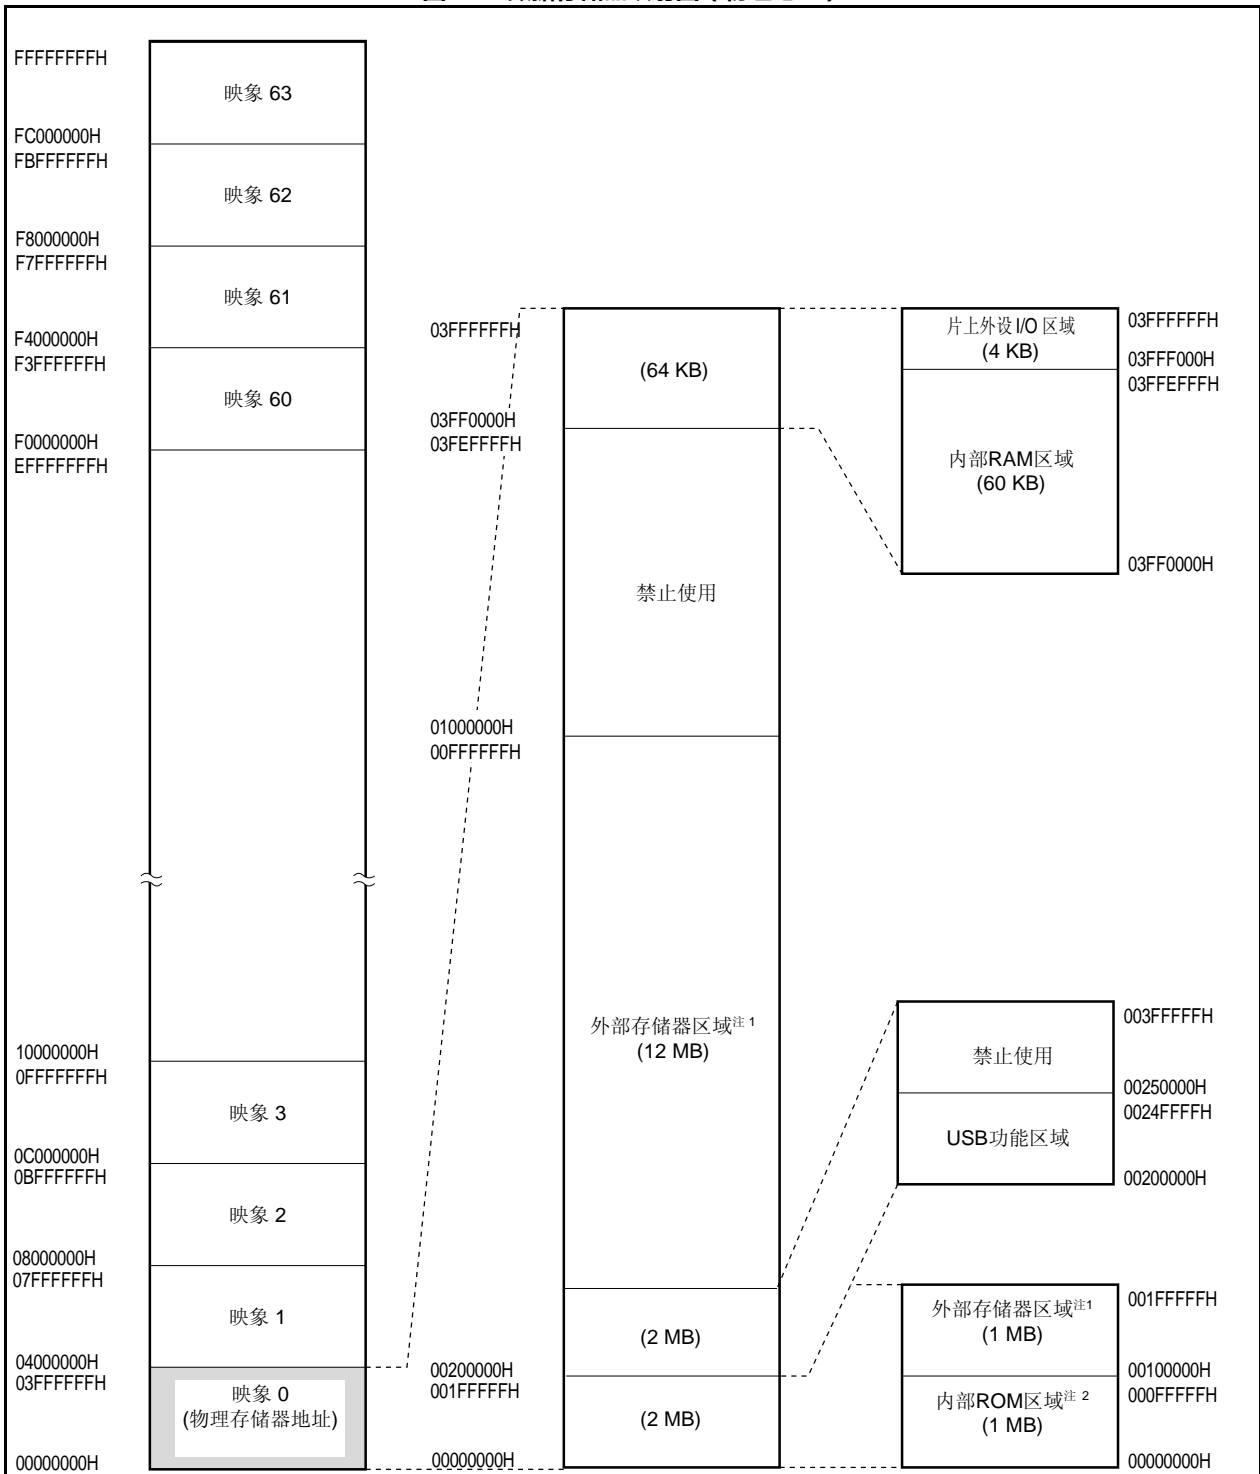 FFFFFFFFH
映象 63
FC000000H
FBFFFFFFH
映象 62
F8000000H
F7FFFFFFH
映象 61
F4000000H
F3FFFFFFH
映象 60
F0000000H
EFFFFFFFH
10000000H
0FFFFFFFH
映象 3
0C000000H
0BFFFFFFH
映象 2
08000000H
07FFFFFFH
映象 1
04000000H
03FFFFFFH
映象 0
(物理存储器地址)
00000000H
03FFFFFFH
(64 KB)
03FF0000H
03FEFFFFH
禁止使用
01000000H
00FFFFFFH
外部存储器区域注 1
(12 MB)
(2 MB)
00200000H
001FFFFFH
(2 MB)
00000000H
片上外设 I/O 区域
(4 KB)
03FFFFFFH
03FFF000H
03FFEFFFH
内部RAM区域
(60 KB)
03FF0000H
003FFFFFH
禁止使用
00250000H
0024FFFFH
USB功能区域
00200000H
001FFFFFH
外部存储器区域注1
(1 MB)
00100000H
000FFFFFH
内部ROM区域注 2
(1 MB)
00000000H